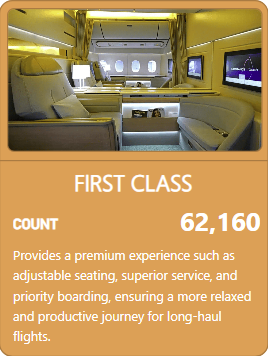 FIRST CLASS
COUNT 62,160
Provides a premium experience such as
adjustable seating, superior service, and
priority boarding, ensuring a more relaxed
and productive journey for long-haul
flights.